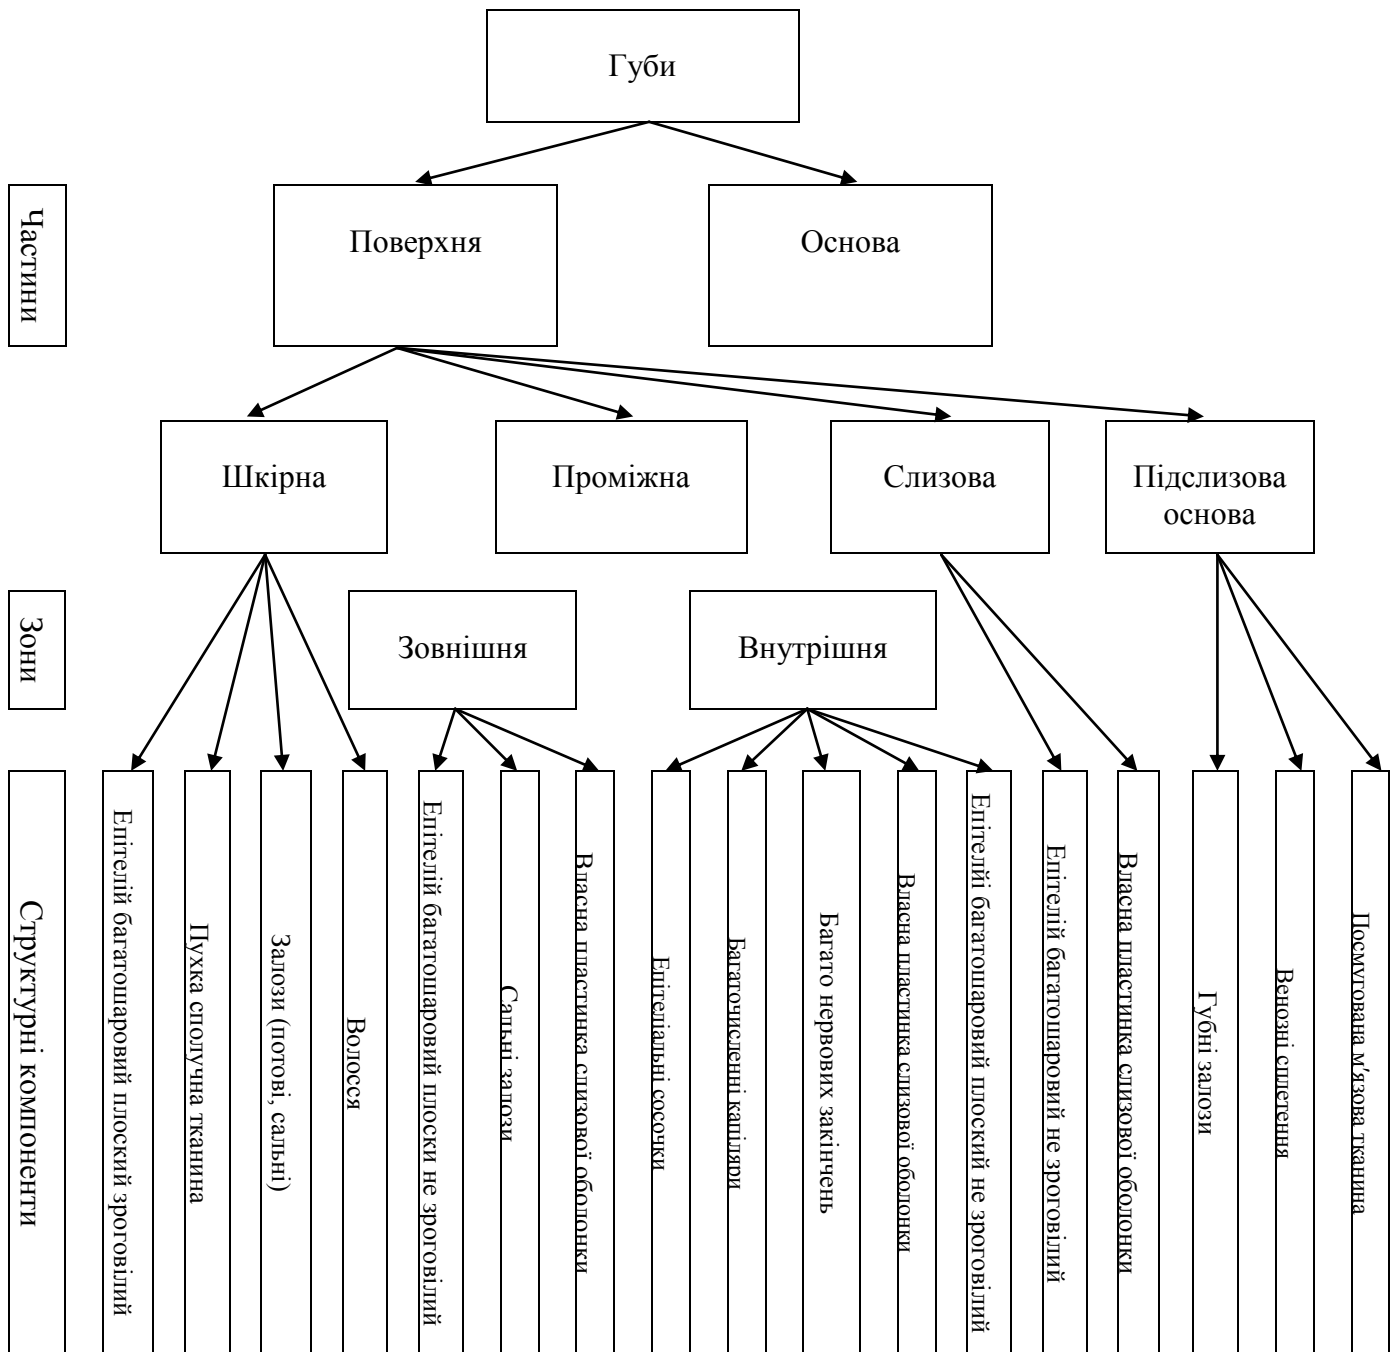 Губи
Частини
Поверхня
Основа
Шкірна
Проміжна
Слизова
Підслизова
основа
Зони
Зовнішня
Внутрішня
Структурні компоненти
Епітелій багатошаровий плоский зроговілий
Пухка сполучна тканина
Залози (потові, сальні)
Волосся
Епітелій багатошаровий плоски не зроговілий
Сальні залози
Власна пластинка слизової оболонки
Епітеліальні сосочки
Багаточисленні капіляри
Багато нервових закінчень
Власна пластинка слизової оболонки
Епітелйі багатошаровий плоский не зроговілий
Епітелій багатошаровий не зроговілий
Власна пластинка слизової оболонки
Губні залози
Венозні сплетення
Посмугована м'язова тканина